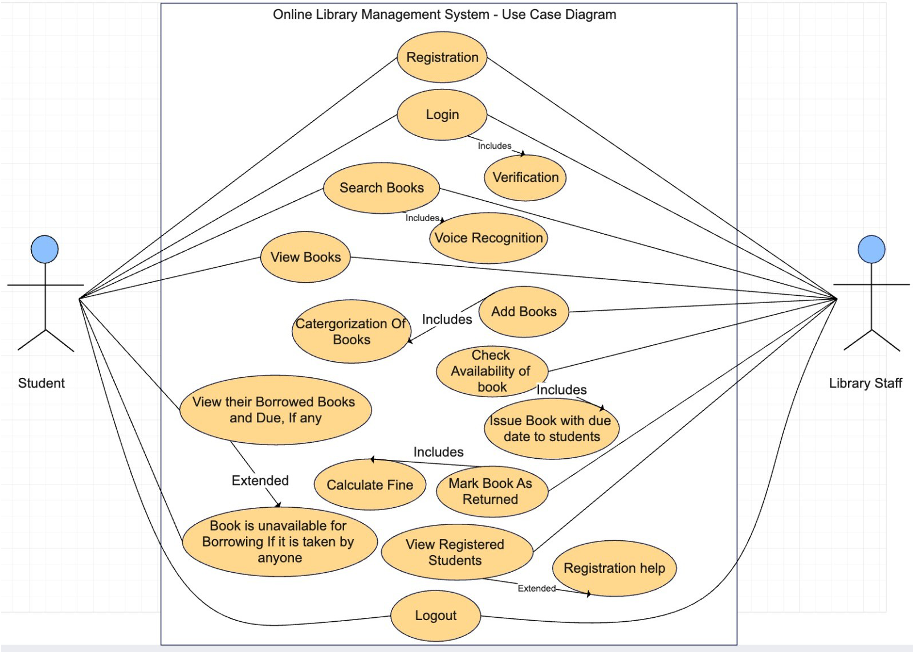 Online Library Management System - Use Case Diagram
Registration
Login
Includes
Verification
Search Books
Includes
Voice Recognition
View Books
Add Books
Includes
Catergorization Of
Books
Check
Availability of
book
Includes
Student
Library Staff
View their Borrowed Books
and Due, If any
Issue Book with due
date to students
Includes
Extended
Calculate Fine
Mark Book As
Returned
Book is unavailable for
Borrowing If it is taken by
anyone
View Registered
Students
Registration help
Extended
Logout